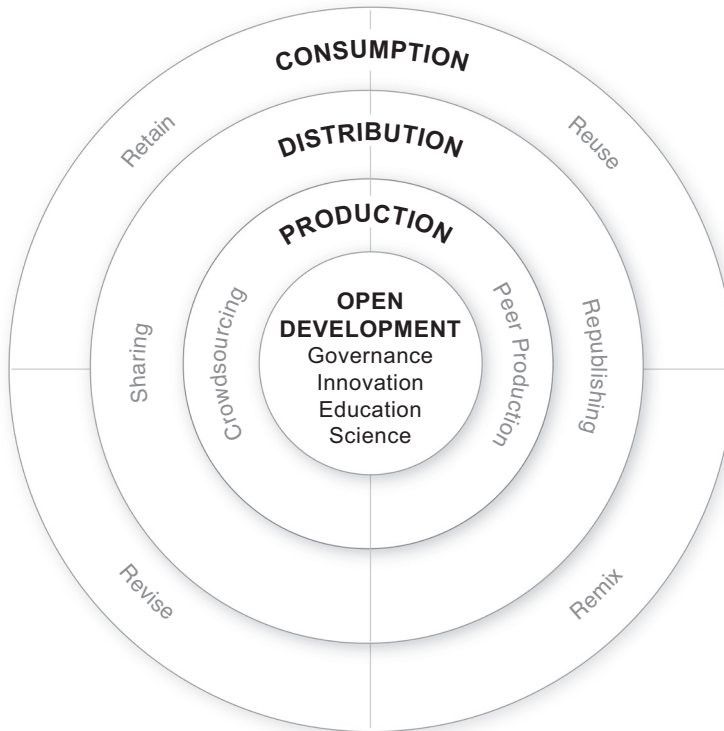 CONSUMPTION
Retain
Reuse
DISTRIBUTION
PRODUCTION
Sharing
Crowdsourcing
OPEN
DEVELOPMENT
Governance
Innovation
Education
Science
Peer Production
Republishing
Revise
Remix